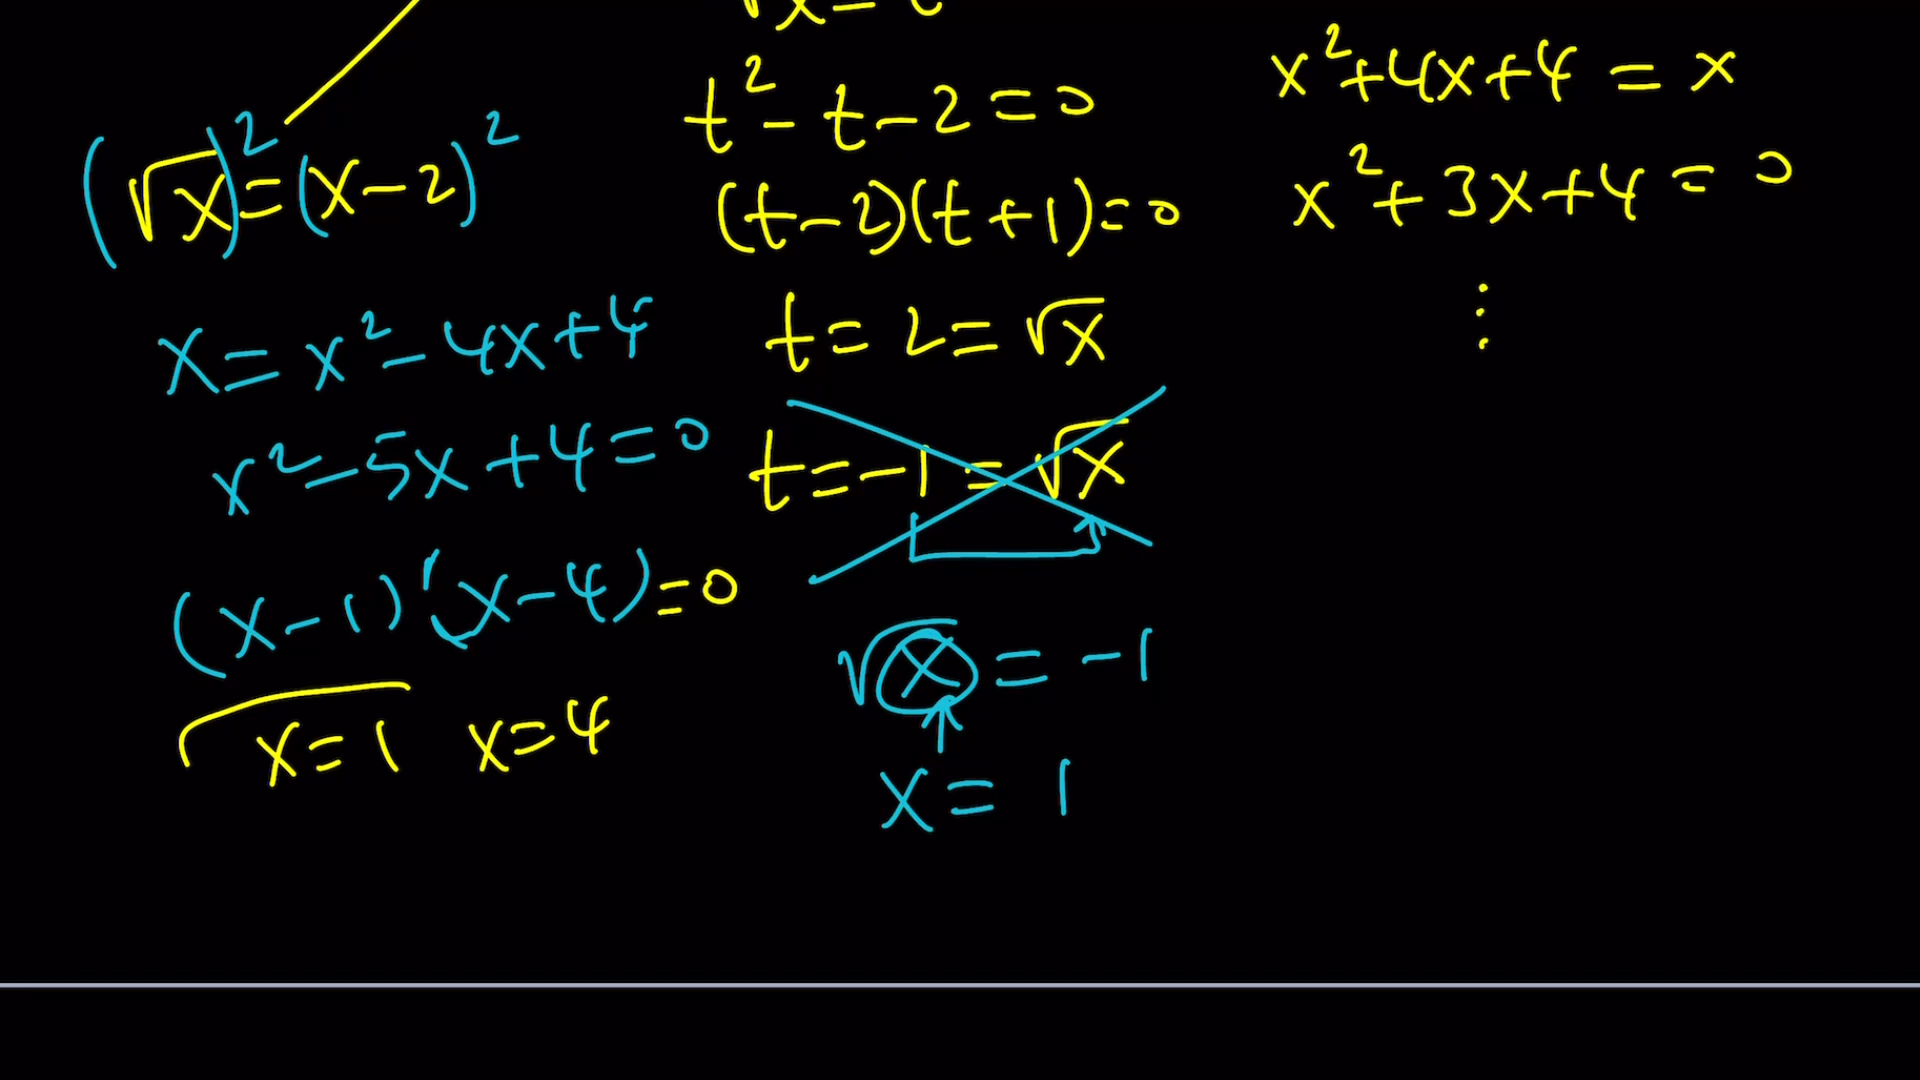 (√x)² = (x-2)²
x = x² - 4x + 4
x² - 5x + 4 = 0
(x-1)(x-4) = 0
x = 1 x = 4
t² - t - 2 = 0
(t-2)(t+1) = 0
t = 2 = √x
t = -1 = √x
√x = -1
x = 1
x² + 4x + 4 = x
x² + 3x + 4 = 0
⋮